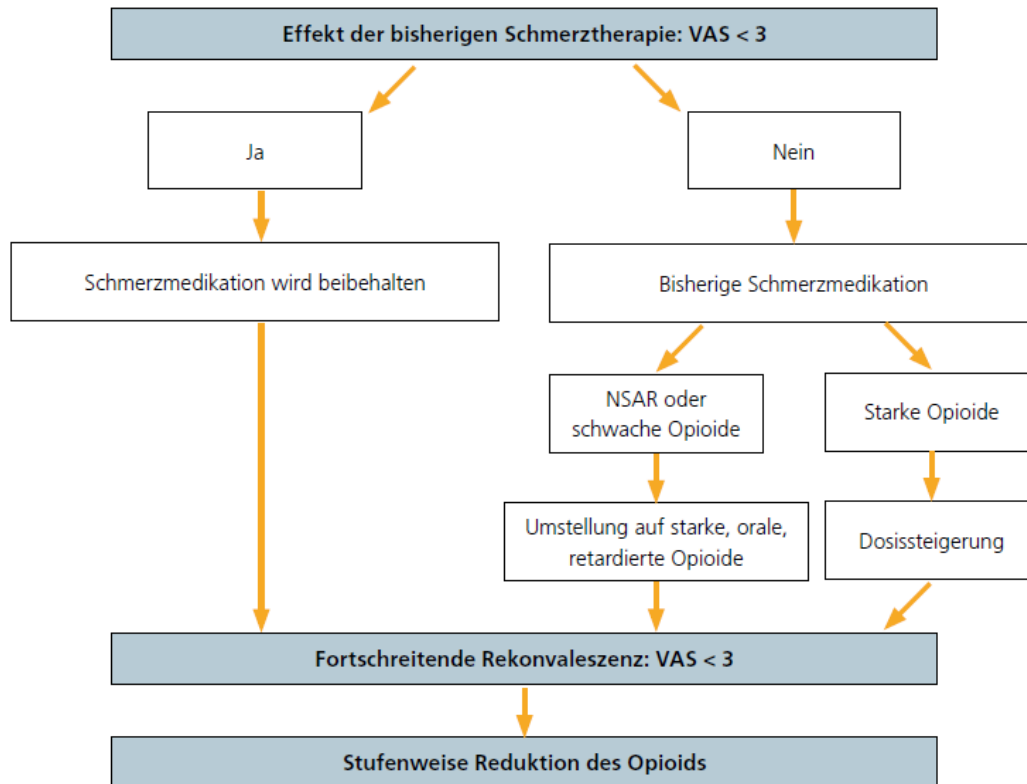 Effekt der bisherigen Schmerztherapie: VAS < 3
Ja
Nein
Schmerzmedikation wird beibehalten
Bisherige Schmerzmedikation
NSAR oder
schwache Opioide
Starke Opioide
Umstellung auf starke, orale,
retardierte Opioide
Dosissteigerung
Fortschreitende Rekonvaleszenz: VAS < 3
Stufenweise Reduktion des Opioids